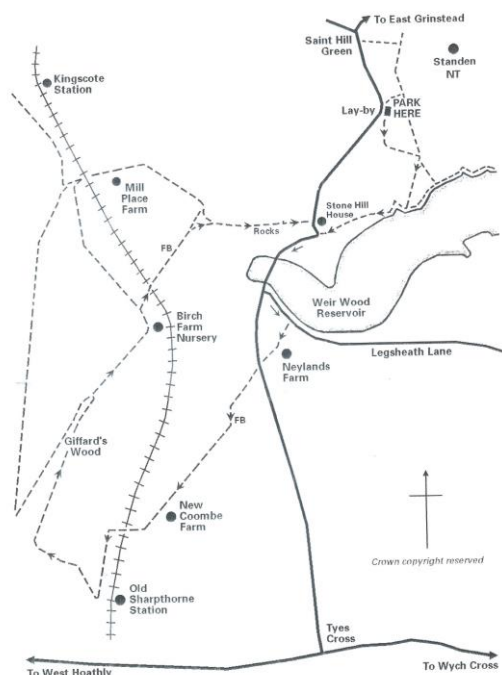 To East Grinstead
Saint Hill
Green
Standen
NT
Kingscote
Station
PARK
HERE
Lay-by
Mill
Place
Farm
Stone Hill
House
Rocks
FB
Weir Wood
Reservoir
Birch
Farm
Nursery
Legsheath Lane
Neylands
Farm
FB
Giffard's
Wood
New
Coombe
Farm
Crown copyright reserved
Old
Sharpthorne
Station
Tyes
Cross
To West Hoathly
To Wych Cross